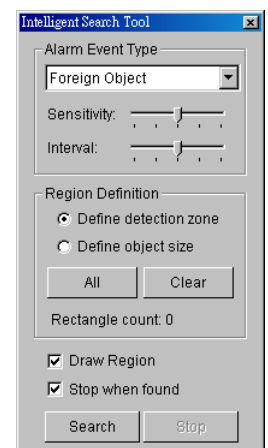 Intelligent Search Tool
Alarm Event Type
Foreign Object
Sensitivity:
Interval:
Region Definition
Define detection zone
Define object size
All Clear
Rectangle count: 0
Draw Region
Stop when found
Search Stop